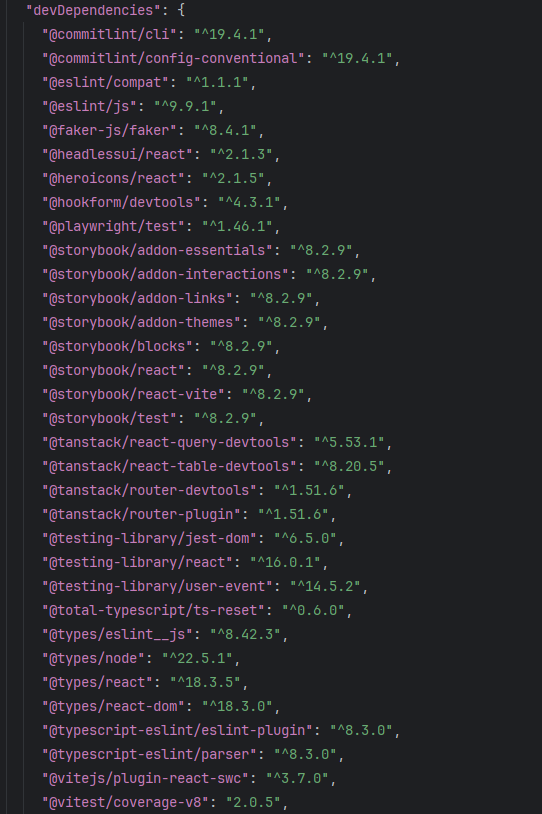 "devDependencies": {
"@commitlint/cli": "^19.4.1",
"@commitlint/config-conventional": "^19.4.1",
"@eslint/compat": "^1.1.1",
"@eslint/js": "^9.9.1",
"@faker-js/faker": "^8.4.1",
"@headlessui/react": "^2.1.3",
"@heroicons/react": "^2.1.5",
"@hookform/devtools": "^4.3.1",
"@playwright/test": "^1.46.1",
"@storybook/addon-essentials": "^8.2.9",
"@storybook/addon-interactions": "^8.2.9",
"@storybook/addon-links": "^8.2.9",
"@storybook/addon-themes": "^8.2.9",
"@storybook/blocks": "^8.2.9",
"@storybook/react": "^8.2.9",
"@storybook/react-vite": "^8.2.9",
"@storybook/test": "^8.2.9",
"@tanstack/react-query-devtools": "^5.53.1",
"@tanstack/react-table-devtools": "^8.20.5",
"@tanstack/router-devtools": "^1.51.6",
"@tanstack/router-plugin": "^1.51.6",
"@testing-library/jest-dom": "^6.5.0",
"@testing-library/react": "^16.0.1",
"@testing-library/user-event": "^14.5.2",
"@total-typescript/ts-reset": "^0.6.0",
"@types/eslint__js": "^8.42.3",
"@types/node": "^22.5.1",
"@types/react": "^18.3.5",
"@types/react-dom": "^18.3.0",
"@typescript-eslint/eslint-plugin": "^8.3.0",
"@typescript-eslint/parser": "^8.3.0",
"@vitejs/plugin-react-swc": "^3.7.0",
"@vitest/coverage-v8": "2.0.5",